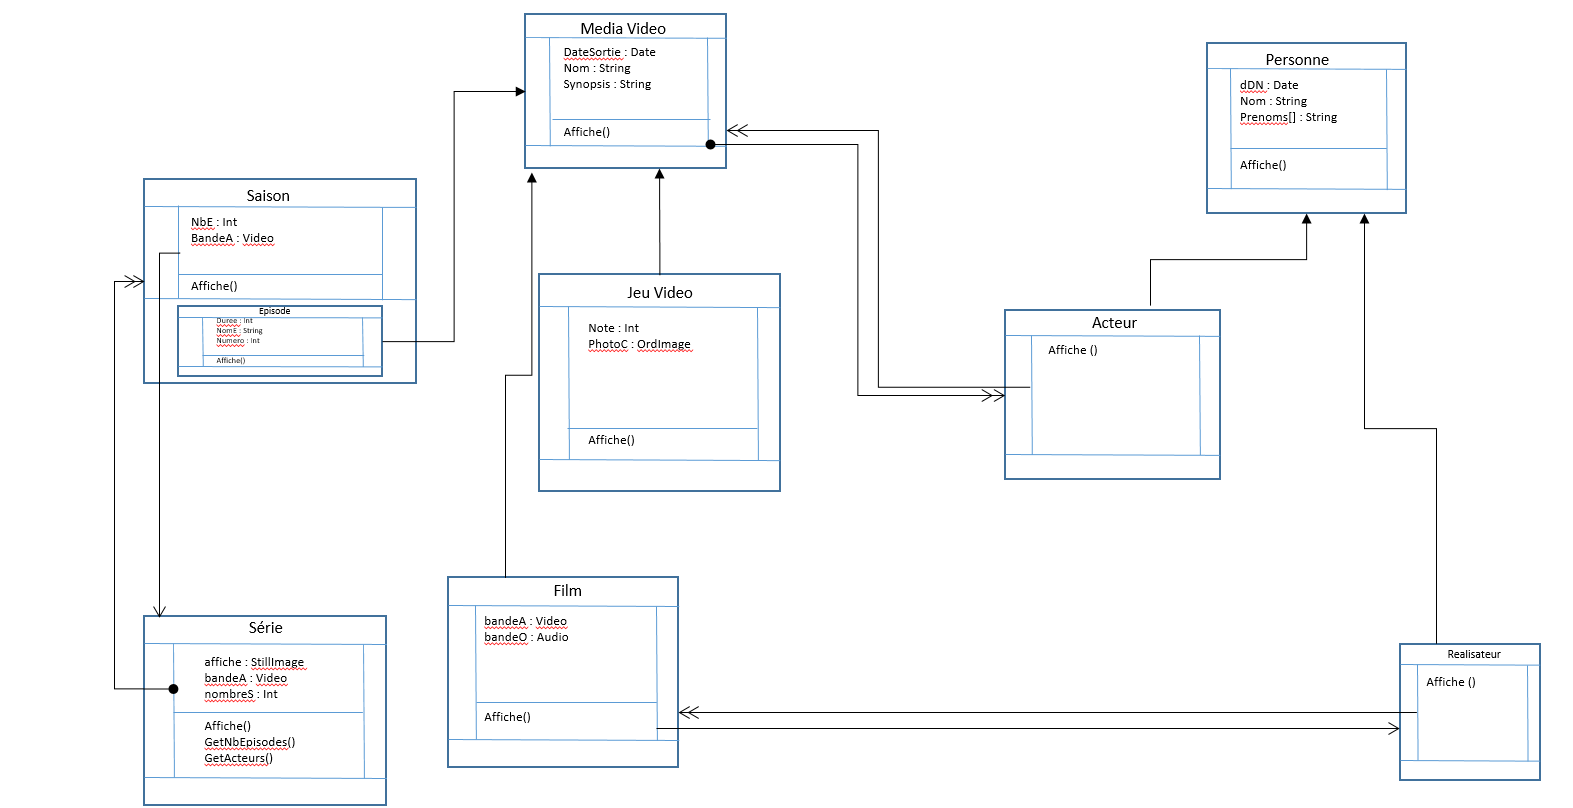 Media Video
DateSortie : Date
Nom : String
Synopsis : String
Affiche()
Personne
dDN : Date
Nom : String
Prenoms[] : String
Affiche()
Saison
NbE : Int
BandeA : Video
Affiche()
Episode
Duree : Int
NomE : String
Numero : Int
Affiche()
Jeu Video
Note : Int
PhotoC : OrdImage
Affiche()
Acteur
Affiche ()
Film
bandeA : Video
bandeO : Audio
Affiche()
Série
affiche : StillImage
bandeA : Video
nombreS : Int
Affiche()
GetNbEpisodes()
GetActeurs()
Realisateur
Affiche ()